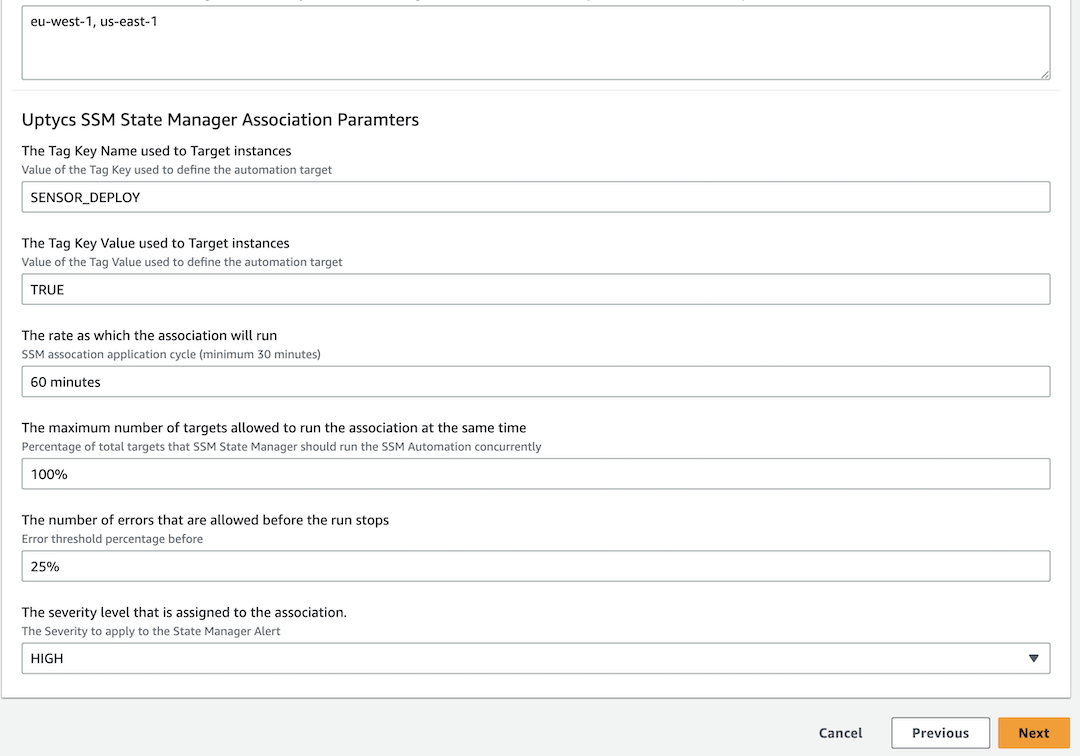 eu-west-1, us-east-1
Uptycs SSM State Manager Association Paramters
The Tag Key Name used to Target instances
Value of the Tag Key used to define the automation target
SENSOR_DEPLOY
The Tag Key Value used to Target instances
Value of the Tag Value used to define the automation target
TRUE
The rate as which the association will run
SSM assocation application cycle (minimum 30 minutes)
60 minutes
The maximum number of targets allowed to run the association at the same time
Percentage of total targets that SSM State Manager should run the SSM Automation concurrently
100%
The number of errors that are allowed before the run stops
Error threshold percentage before
25%
The severity level that is assigned to the association.
The Severity to apply to the State Manager Alert
HIGH
Cancel Previous Next